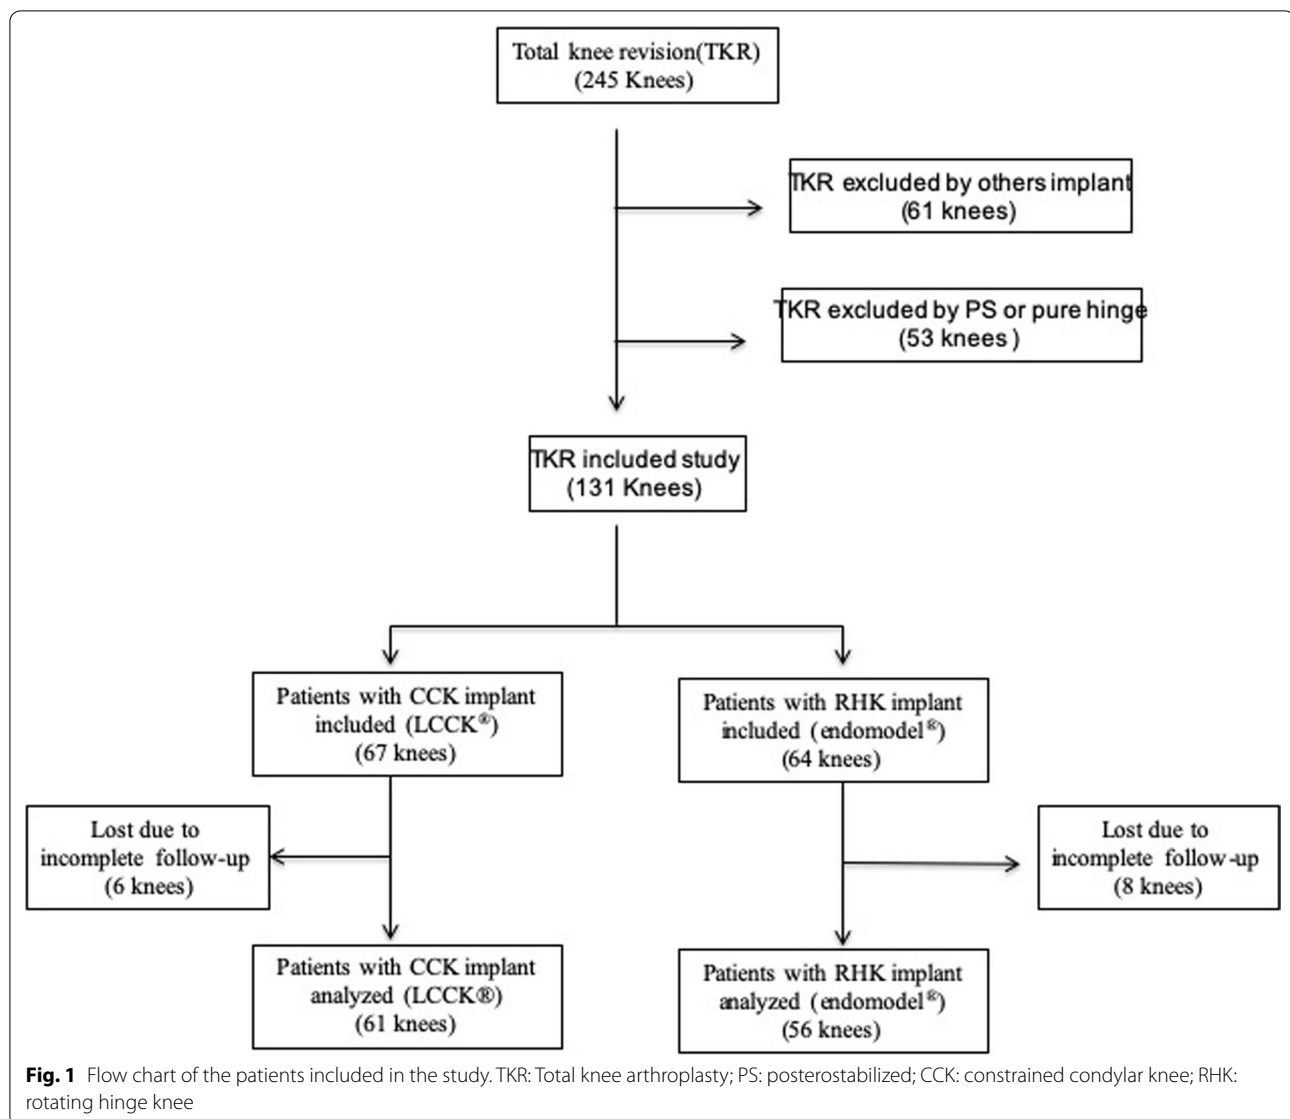 Total knee revision(TKR)
(245 Knees)
TKR excluded by others implant
(61 knees)
TKR excluded by PS or pure hinge
(53 knees )
TKR included study
(131 Knees)
Patients with CCK implant
included (LCCK®)
(67 knees)
Patients with RHK implant
included (endomodel®)
(64 knees)
Lost due to
incomplete follow-up
(6 knees)
Lost due to
incomplete follow-up
(8 knees)
Patients with CCK implant
analyzed (LCCK®)
(61 knees)
Patients with RHK implant
analyzed (endomodel®)
(56 knees)
Fig. 1 Flow chart of the patients included in the study. TKR: Total knee arthroplasty; PS: posterostabilized; CCK: constrained condylar knee; RHK:
rotating hinge knee